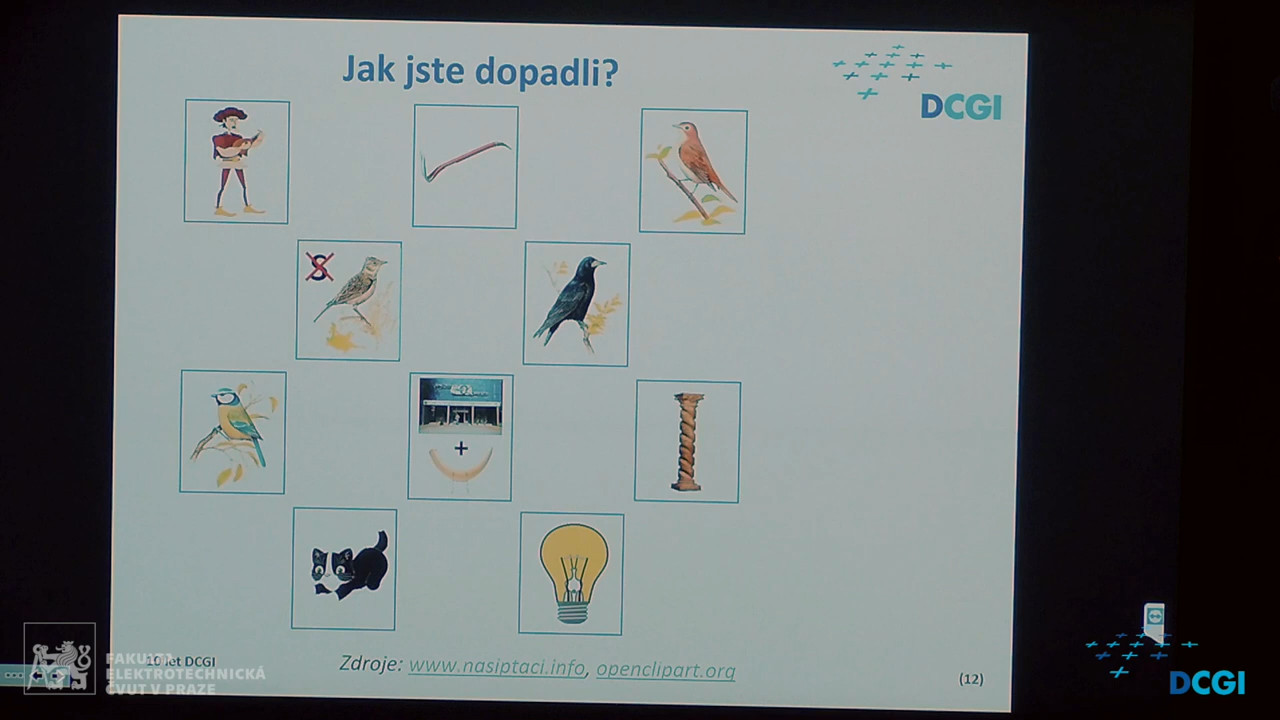 Jak jste dopadli?
DCGI
S
+
Zdroje: www.nasiptaci.info, openclipart.org
10 let DCGI
(12)
FAKULTA
ELEKTROTECHNICKÁ
ČVUT V PRAZE
DCGI